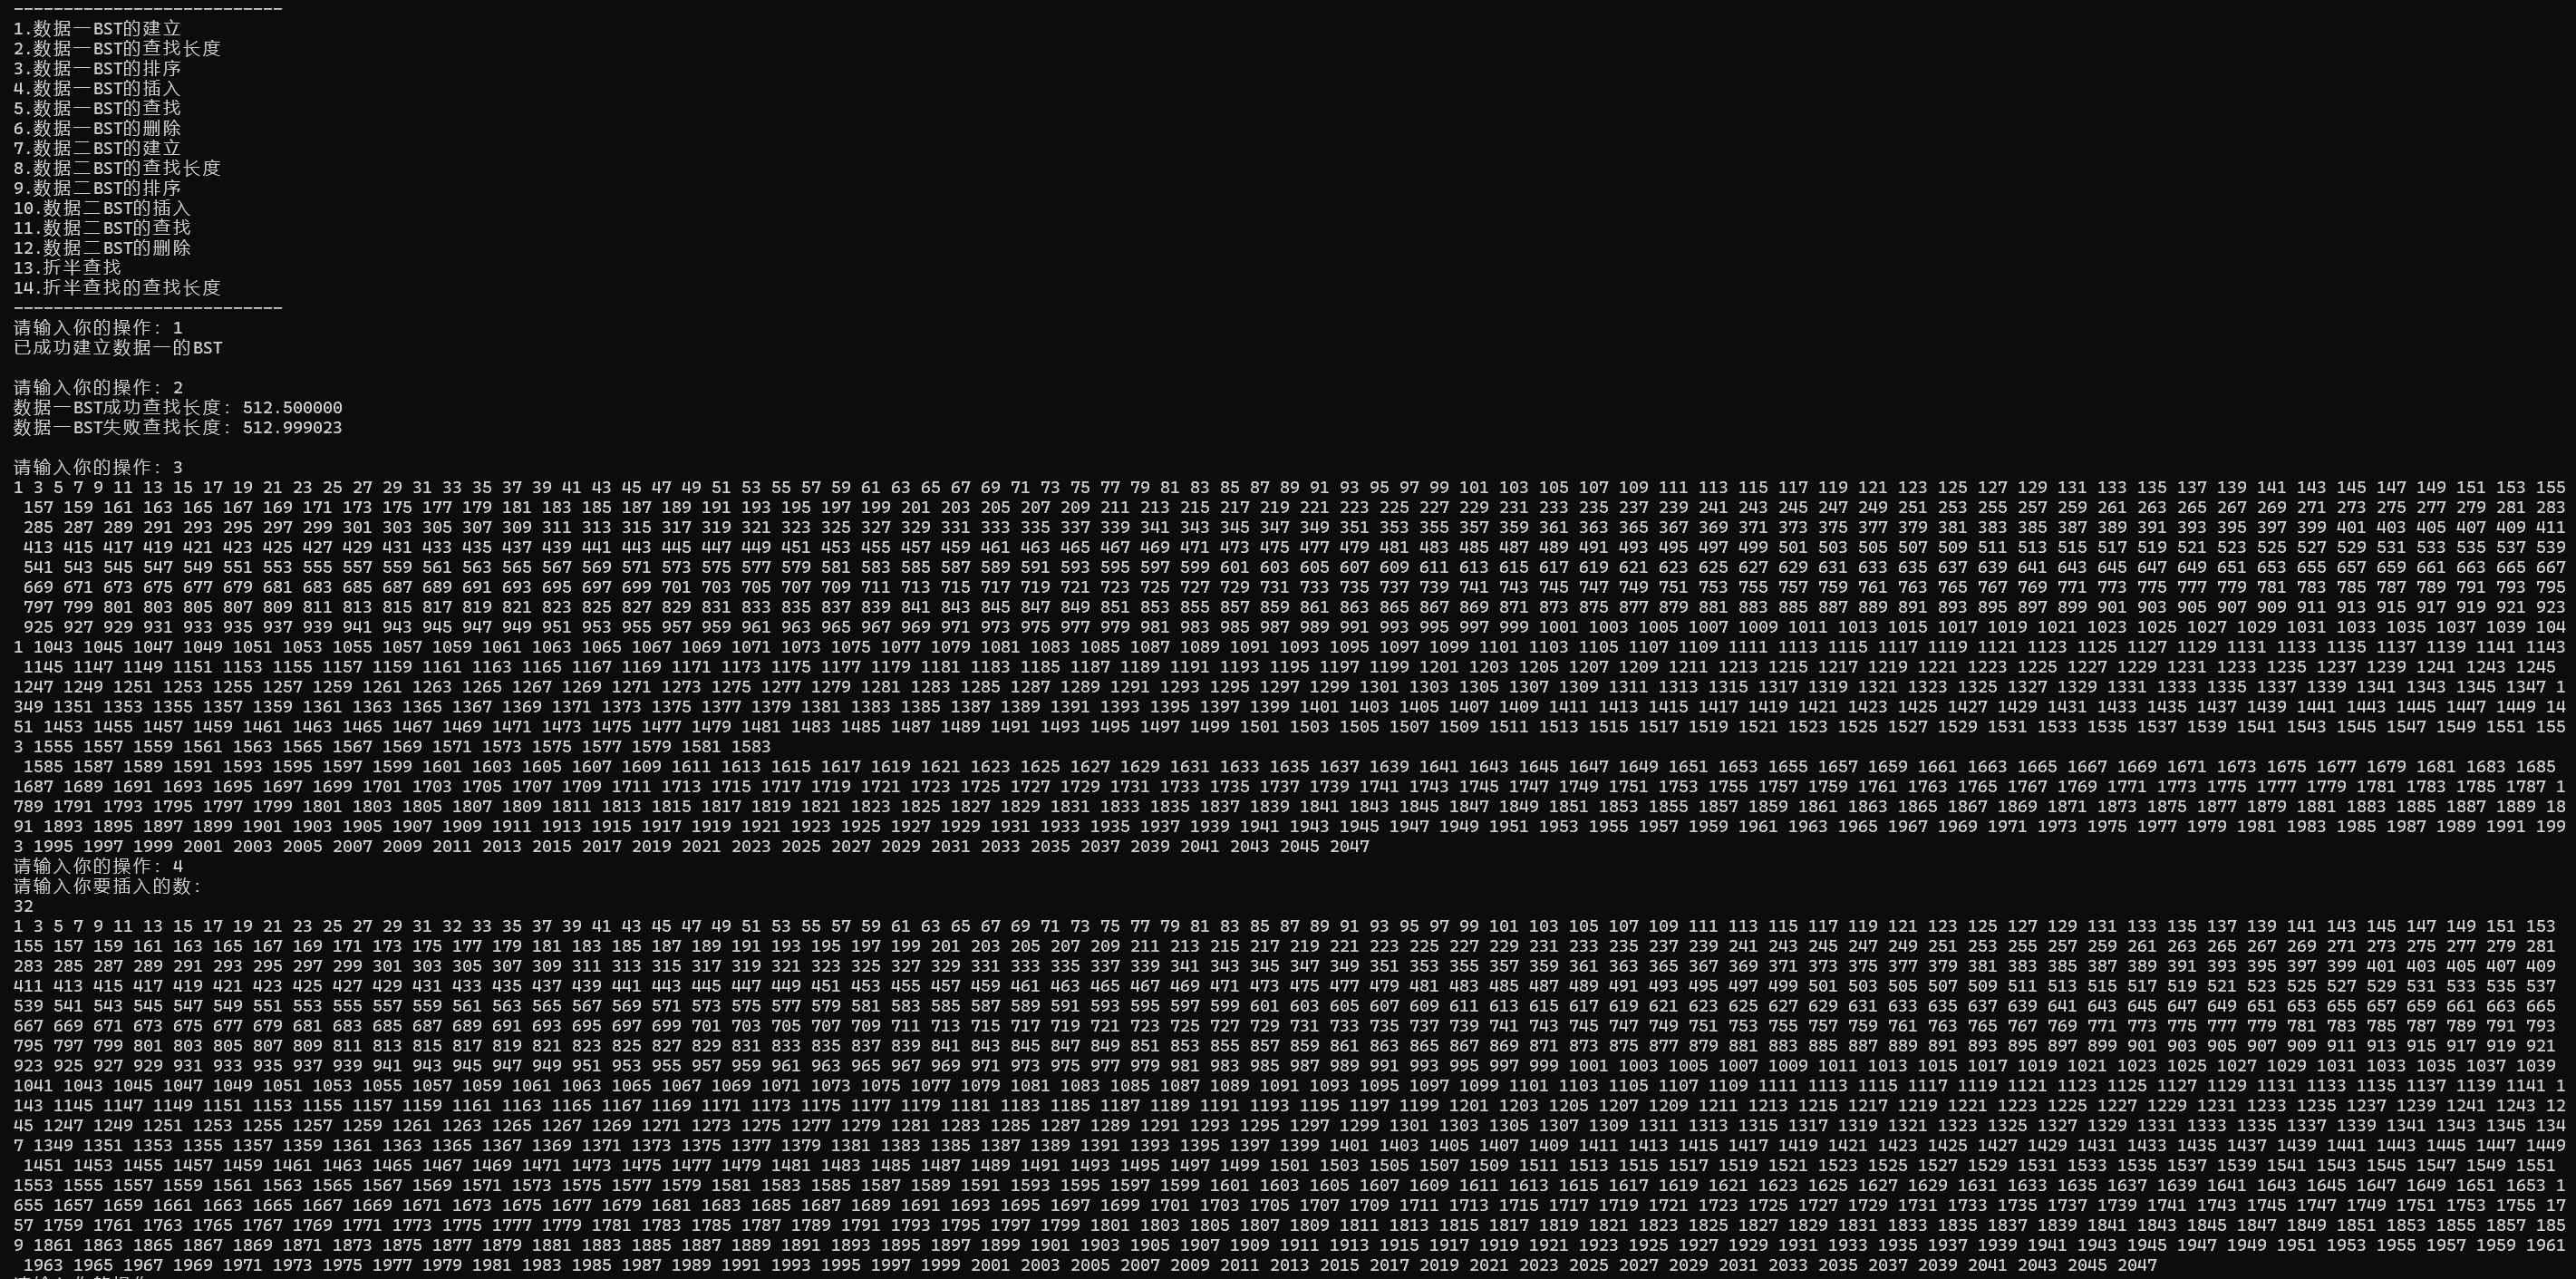 ---------------------------
1.数据一BST的建立
2.数据一BST的查找长度
3.数据一BST的排序
4.数据一BST的插入
5.数据一BST的查找
6.数据一BST的删除
7.数据二BST的建立
8.数据二BST的查找长度
9.数据二BST的排序
10.数据二BST的插入
11.数据二BST的查找
12.数据二BST的删除
13.折半查找
14.折半查找的查找长度
---------------------------
请输入你的操作: 1
已成功建立数据一的BST
请输入你的操作: 2
数据一BST成功查找长度: 512.500000
数据一BST失败查找长度: 512.999023
请输入你的操作: 3
1 3 5 7 9 11 13 15 17 19 21 23 25 27 29 31 33 35 37 39 41 43 45 47 49 51 53 55 57 59 61 63 65 67 69 71 73 75 77 79 81 83 85 87 89 91 93 95 97 99 101 103 105 107 109 111 113 115 117 119 121 123 125 127 129 131 133 135 137 139 141 143 145 147 149 151 153 155
157 159 161 163 165 167 169 171 173 175 177 179 181 183 185 187 189 191 193 195 197 199 201 203 205 207 209 211 213 215 217 219 221 223 225 227 229 231 233 235 237 239 241 243 245 247 249 251 253 255 257 259 261 263 265 267 269 271 273 275 277 279 281 283
285 287 289 291 293 295 297 299 301 303 305 307 309 311 313 315 317 319 321 323 325 327 329 331 333 335 337 339 341 343 345 347 349 351 353 355 357 359 361 363 365 367 369 371 373 375 377 379 381 383 385 387 389 391 393 395 397 399 401 403 405 407 409 411
413 415 417 419 421 423 425 427 429 431 433 435 437 439 441 443 445 447 449 451 453 455 457 459 461 463 465 467 469 471 473 475 477 479 481 483 485 487 489 491 493 495 497 499 501 503 505 507 509 511 513 515 517 519 521 523 525 527 529 531 533 535 537 539
541 543 545 547 549 551 553 555 557 559 561 563 565 567 569 571 573 575 577 579 581 583 585 587 589 591 593 595 597 599 601 603 605 607 609 611 613 615 617 619 621 623 625 627 629 631 633 635 637 639 641 643 645 647 649 651 653 655 657 659 661 663 665 667
669 671 673 675 677 679 681 683 685 687 689 691 693 695 697 699 701 703 705 707 709 711 713 715 717 719 721 723 725 727 729 731 733 735 737 739 741 743 745 747 749 751 753 755 757 759 761 763 765 767 769 771 773 775 777 779 781 783 785 787 789 791 793 795
797 799 801 803 805 807 809 811 813 815 817 819 821 823 825 827 829 831 833 835 837 839 841 843 845 847 849 851 853 855 857 859 861 863 865 867 869 871 873 875 877 879 881 883 885 887 889 891 893 895 897 899 901 903 905 907 909 911 913 915 917 919 921 923
925 927 929 931 933 935 937 939 941 943 945 947 949 951 953 955 957 959 961 963 965 967 969 971 973 975 977 979 981 983 985 987 989 991 993 995 997 999 1001 1003 1005 1007 1009 1011 1013 1015 1017 1019 1021 1023 1025 1027 1029 1031 1033 1035 1037 1039 104
1 1043 1045 1047 1049 1051 1053 1055 1057 1059 1061 1063 1065 1067 1069 1071 1073 1075 1077 1079 1081 1083 1085 1087 1089 1091 1093 1095 1097 1099 1101 1103 1105 1107 1109 1111 1113 1115 1117 1119 1121 1123 1125 1127 1129 1131 1133 1135 1137 1139 1141 1143
1145 1147 1149 1151 1153 1155 1157 1159 1161 1163 1165 1167 1169 1171 1173 1175 1177 1179 1181 1183 1185 1187 1189 1191 1193 1195 1197 1199 1201 1203 1205 1207 1209 1211 1213 1215 1217 1219 1221 1223 1225 1227 1229 1231 1233 1235 1237 1239 1241 1243 1245
1247 1249 1251 1253 1255 1257 1259 1261 1263 1265 1267 1269 1271 1273 1275 1277 1279 1281 1283 1285 1287 1289 1291 1293 1295 1297 1299 1301 1303 1305 1307 1309 1311 1313 1315 1317 1319 1321 1323 1325 1327 1329 1331 1333 1335 1337 1339 1341 1343 1345 1347 1
349 1351 1353 1355 1357 1359 1361 1363 1365 1367 1369 1371 1373 1375 1377 1379 1381 1383 1385 1387 1389 1391 1393 1395 1397 1399 1401 1403 1405 1407 1409 1411 1413 1415 1417 1419 1421 1423 1425 1427 1429 1431 1433 1435 1437 1439 1441 1443 1445 1447 1449 14
51 1453 1455 1457 1459 1461 1463 1465 1467 1469 1471 1473 1475 1477 1479 1481 1483 1485 1487 1489 1491 1493 1495 1497 1499 1501 1503 1505 1507 1509 1511 1513 1515 1517 1519 1521 1523 1525 1527 1529 1531 1533 1535 1537 1539 1541 1543 1545 1547 1549 1551 155
3 1555 1557 1559 1561 1563 1565 1567 1569 1571 1573 1575 1577 1579 1581 1583
1585 1587 1589 1591 1593 1595 1597 1599 1601 1603 1605 1607 1609 1611 1613 1615 1617 1619 1621 1623 1625 1627 1629 1631 1633 1635 1637 1639 1641 1643 1645 1647 1649 1651 1653 1655 1657 1659 1661 1663 1665 1667 1669 1671 1673 1675 1677 1679 1681 1683 1685
1687 1689 1691 1693 1695 1697 1699 1701 1703 1705 1707 1709 1711 1713 1715 1717 1719 1721 1723 1725 1727 1729 1731 1733 1735 1737 1739 1741 1743 1745 1747 1749 1751 1753 1755 1757 1759 1761 1763 1765 1767 1769 1771 1773 1775 1777 1779 1781 1783 1785 1787 1
789 1791 1793 1795 1797 1799 1801 1803 1805 1807 1809 1811 1813 1815 1817 1819 1821 1823 1825 1827 1829 1831 1833 1835 1837 1839 1841 1843 1845 1847 1849 1851 1853 1855 1857 1859 1861 1863 1865 1867 1869 1871 1873 1875 1877 1879 1881 1883 1885 1887 1889 18
91 1893 1895 1897 1899 1901 1903 1905 1907 1909 1911 1913 1915 1917 1919 1921 1923 1925 1927 1929 1931 1933 1935 1937 1939 1941 1943 1945 1947 1949 1951 1953 1955 1957 1959 1961 1963 1965 1967 1969 1971 1973 1975 1977 1979 1981 1983 1985 1987 1989 1991 199
3 1995 1997 1999 2001 2003 2005 2007 2009 2011 2013 2015 2017 2019 2021 2023 2025 2027 2029 2031 2033 2035 2037 2039 2041 2043 2045 2047
请输入你的操作: 4
请输入你要插入的数:
32
1 3 5 7 9 11 13 15 17 19 21 23 25 27 29 31 32 33 35 37 39 41 43 45 47 49 51 53 55 57 59 61 63 65 67 69 71 73 75 77 79 81 83 85 87 89 91 93 95 97 99 101 103 105 107 109 111 113 115 117 119 121 123 125 127 129 131 133 135 137 139 141 143 145 147 149 151 153
155 157 159 161 163 165 167 169 171 173 175 177 179 181 183 185 187 189 191 193 195 197 199 201 203 205 207 209 211 213 215 217 219 221 223 225 227 229 231 233 235 237 239 241 243 245 247 249 251 253 255 257 259 261 263 265 267 269 271 273 275 277 279 281
283 285 287 289 291 293 295 297 299 301 303 305 307 309 311 313 315 317 319 321 323 325 327 329 331 333 335 337 339 341 343 345 347 349 351 353 355 357 359 361 363 365 367 369 371 373 375 377 379 381 383 385 387 389 391 393 395 397 399 401 403 405 407 409
411 413 415 417 419 421 423 425 427 429 431 433 435 437 439 441 443 445 447 449 451 453 455 457 459 461 463 465 467 469 471 473 475 477 479 481 483 485 487 489 491 493 495 497 499 501 503 505 507 509 511 513 515 517 519 521 523 525 527 529 531 533 535 537
539 541 543 545 547 549 551 553 555 557 559 561 563 565 567 569 571 573 575 577 579 581 583 585 587 589 591 593 595 597 599 601 603 605 607 609 611 613 615 617 619 621 623 625 627 629 631 633 635 637 639 641 643 645 647 649 651 653 655 657 659 661 663 665
667 669 671 673 675 677 679 681 683 685 687 689 691 693 695 697 699 701 703 705 707 709 711 713 715 717 719 721 723 725 727 729 731 733 735 737 739 741 743 745 747 749 751 753 755 757 759 761 763 765 767 769 771 773 775 777 779 781 783 785 787 789 791 793
795 797 799 801 803 805 807 809 811 813 815 817 819 821 823 825 827 829 831 833 835 837 839 841 843 845 847 849 851 853 855 857 859 861 863 865 867 869 871 873 875 877 879 881 883 885 887 889 891 893 895 897 899 901 903 905 907 909 911 913 915 917 919 921
923 925 927 929 931 933 935 937 939 941 943 945 947 949 951 953 955 957 959 961 963 965 967 969 971 973 975 977 979 981 983 985 987 989 991 993 995 997 999 1001 1003 1005 1007 1009 1011 1013 1015 1017 1019 1021 1023 1025 1027 1029 1031 1033 1035 1037 1039
1041 1043 1045 1047 1049 1051 1053 1055 1057 1059 1061 1063 1065 1067 1069 1071 1073 1075 1077 1079 1081 1083 1085 1087 1089 1091 1093 1095 1097 1099 1101 1103 1105 1107 1109 1111 1113 1115 1117 1119 1121 1123 1125 1127 1129 1131 1133 1135 1137 1139 1141 1
143 1145 1147 1149 1151 1153 1155 1157 1159 1161 1163 1165 1167 1169 1171 1173 1175 1177 1179 1181 1183 1185 1187 1189 1191 1193 1195 1197 1199 1201 1203 1205 1207 1209 1211 1213 1215 1217 1219 1221 1223 1225 1227 1229 1231 1233 1235 1237 1239 1241 1243 12
45 1247 1249 1251 1253 1255 1257 1259 1261 1263 1265 1267 1269 1271 1273 1275 1277 1279 1281 1283 1285 1287 1289 1291 1293 1295 1297 1299 1301 1303 1305 1307 1309 1311 1313 1315 1317 1319 1321 1323 1325 1327 1329 1331 1333 1335 1337 1339 1341 1343 1345 134
7 1349 1351 1353 1355 1357 1359 1361 1363 1365 1367 1369 1371 1373 1375 1377 1379 1381 1383 1385 1387 1389 1391 1393 1395 1397 1399 1401 1403 1405 1407 1409 1411 1413 1415 1417 1419 1421 1423 1425 1427 1429 1431 1433 1435 1437 1439 1441 1443 1445 1447 1449
1451 1453 1455 1457 1459 1461 1463 1465 1467 1469 1471 1473 1475 1477 1479 1481 1483 1485 1487 1489 1491 1493 1495 1497 1499 1501 1503 1505 1507 1509 1511 1513 1515 1517 1519 1521 1523 1525 1527 1529 1531 1533 1535 1537 1539 1541 1543 1545 1547 1549 1551
1553 1555 1557 1559 1561 1563 1565 1567 1569 1571 1573 1575 1577 1579 1581 1583 1585 1587 1589 1591 1593 1595 1597 1599 1601 1603 1605 1607 1609 1611 1613 1615 1617 1619 1621 1623 1625 1627 1629 1631 1633 1635 1637 1639 1641 1643 1645 1647 1649 1651 1653 1
655 1657 1659 1661 1663 1665 1667 1669 1671 1673 1675 1677 1679 1681 1683 1685 1687 1689 1691 1693 1695 1697 1699 1701 1703 1705 1707 1709 1711 1713 1715 1717 1719 1721 1723 1725 1727 1729 1731 1733 1735 1737 1739 1741 1743 1745 1747 1749 1751 1753 1755 17
57 1759 1761 1763 1765 1767 1769 1771 1773 1775 1777 1779 1781 1783 1785 1787 1789 1791 1793 1795 1797 1799 1801 1803 1805 1807 1809 1811 1813 1815 1817 1819 1821 1823 1825 1827 1829 1831 1833 1835 1837 1839 1841 1843 1845 1847 1849 1851 1853 1855 1857 185
9 1861 1863 1865 1867 1869 1871 1873 1875 1877 1879 1881 1883 1885 1887 1889 1891 1893 1895 1897 1899 1901 1903 1905 1907 1909 1911 1913 1915 1917 1919 1921 1923 1925 1927 1929 1931 1933 1935 1937 1939 1941 1943 1945 1947 1949 1951 1953 1955 1957 1959 1961
1963 1965 1967 1969 1971 1973 1975 1977 1979 1981 1983 1985 1987 1989 1991 1993 1995 1997 1999 2001 2003 2005 2007 2009 2011 2013 2015 2017 2019 2021 2023 2025 2027 2029 2031 2033 2035 2037 2039 2041 2043 2045 2047